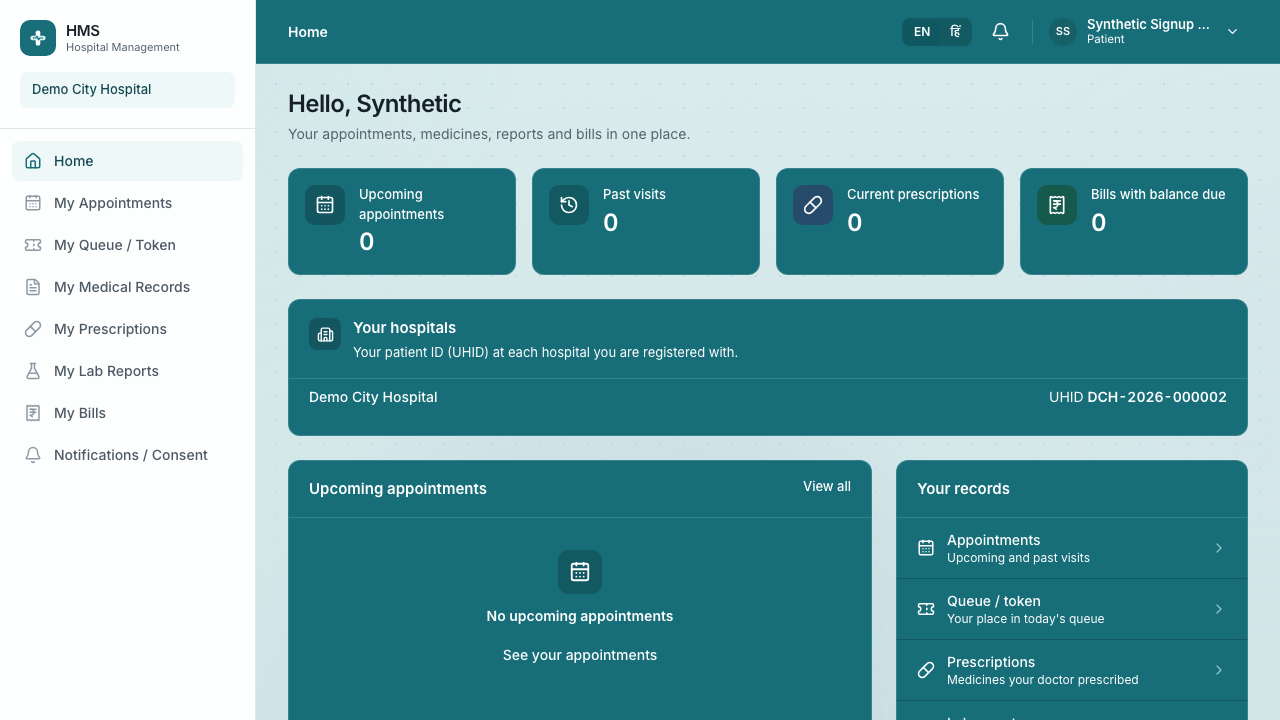 HMS
Hospital Management
Demo City Hospital
Home
My Appointments
My Queue / Token
My Medical Records
My Prescriptions
My Lab Reports
My Bills
Notifications / Consent
Home
EN हिं
SS
Synthetic Signup ...
Patient
Hello, Synthetic
Your appointments, medicines, reports and bills in one place.
Upcoming
appointments
0
Past visits
0
Current prescriptions
0
Bills with balance due
0
Your hospitals
Your patient ID (UHID) at each hospital you are registered with.
Demo City Hospital
UHID DCH-2026-000002
Upcoming appointments
View all
No upcoming appointments
See your appointments
Your records
Appointments
Upcoming and past visits
Queue / token
Your place in today's queue
Prescriptions
Medicines your doctor prescribed